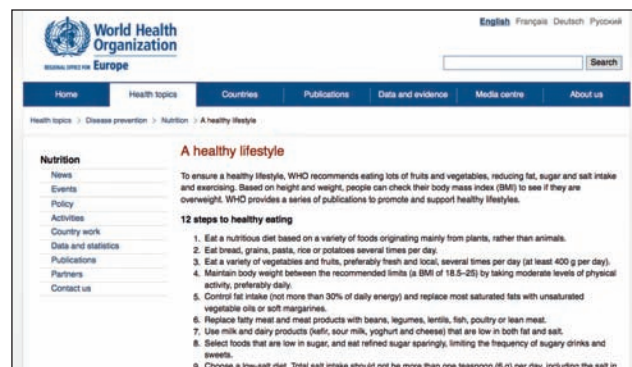 English Français Deutsch Русский
World Health
Organization
REGIONAL OFFICE FOR Europe
Search
Home Health topics Countries Publications Data and evidence Media centre About us
Health topics > Disease prevention > Nutrition > A healthy lifestyle
Nutrition
News
Events
Policy
Activities
Country work
Data and statistics
Publications
Partners
Contact us
A healthy lifestyle
To ensure a healthy lifestyle, WHO recommends eating lots of fruits and vegetables, reducing fat, sugar and salt intake
and exercising. Based on height and weight, people can check their body mass index (BMI) to see if they are
overweight. WHO provides a series of publications to promote and support healthy lifestyles.
12 steps to healthy eating
1. Eat a nutritious diet based on a variety of foods originating mainly from plants, rather than animals.
2. Eat bread, grains, pasta, rice or potatoes several times per day.
3. Eat a variety of vegetables and fruits, preferably fresh and local, several times per day (at least 400 g per day).
4. Maintain body weight between the recommended limits (a BMI of 18.5–25) by taking moderate levels of physical
activity, preferably daily.
5. Control fat intake (not more than 30% of daily energy) and replace most saturated fats with unsaturated
vegetable oils or soft margarines.
6. Replace fatty meat and meat products with beans, legumes, lentils, fish, poultry or lean meat.
7. Use milk and dairy products (kefir, sour milk, yoghurt and cheese) that are low in both fat and salt.
8. Select foods that are low in sugar, and eat refined sugar sparingly, limiting the frequency of sugary drinks and
sweets.
9. Choose a low-salt diet. Total salt intake should not be more than one teaspoon (6 g) per day, including the salt in